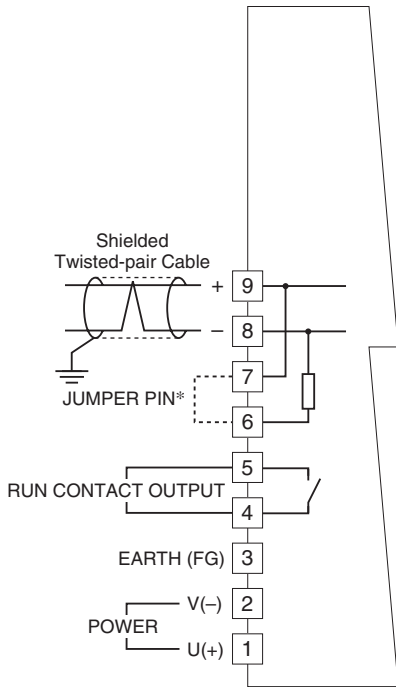 Shielded
Twisted-pair Cable
+ 9
– 8
7
JUMPER PIN*
6
5
RUN CONTACT OUTPUT
4
EARTH (FG) 3
V(–) 2
POWER
U(+) 1